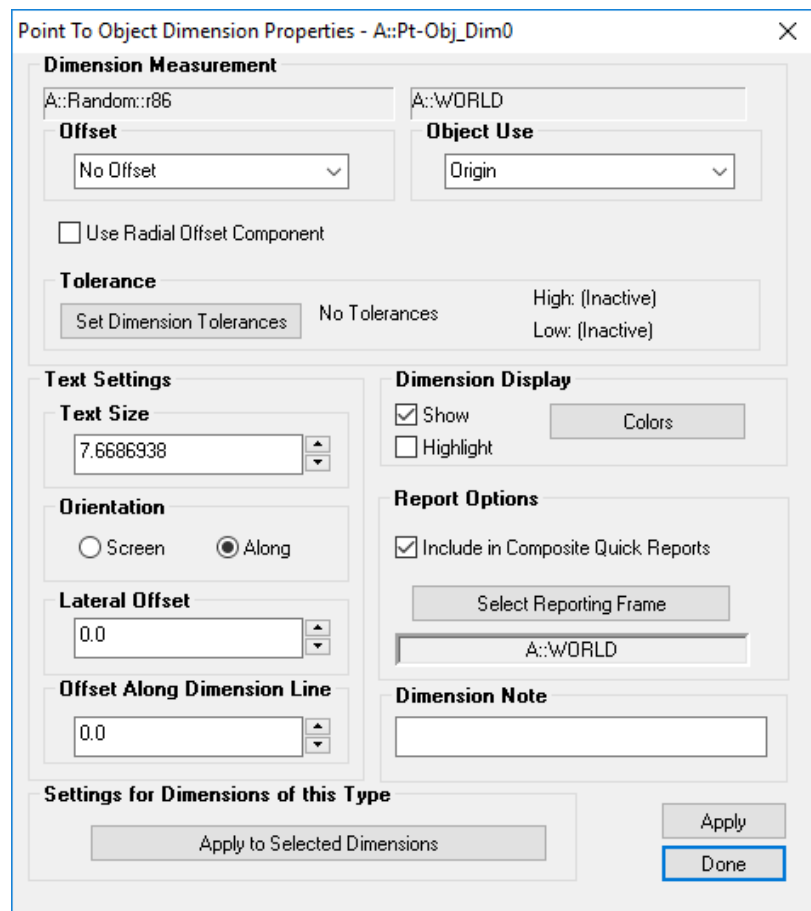 Point To Object Dimension Properties - A::Pt-Obj_Dim0
Dimension Measurement
A::Random::r86
A::WORLD
Offset
No Offset
Object Use
Origin
Use Radial Offset Component
Tolerance
Set Dimension Tolerances
No Tolerances
High: (Inactive)
Low: (Inactive)
Text Settings
Text Size
7.6686938
Orientation
Screen
Along
Lateral Offset
0.0
Offset Along Dimension Line
0.0
Dimension Display
Show
Highlight
Colors
Report Options
Include in Composite Quick Reports
Select Reporting Frame
A::WORLD
Dimension Note
Settings for Dimensions of this Type
Apply to Selected Dimensions
Apply
Done